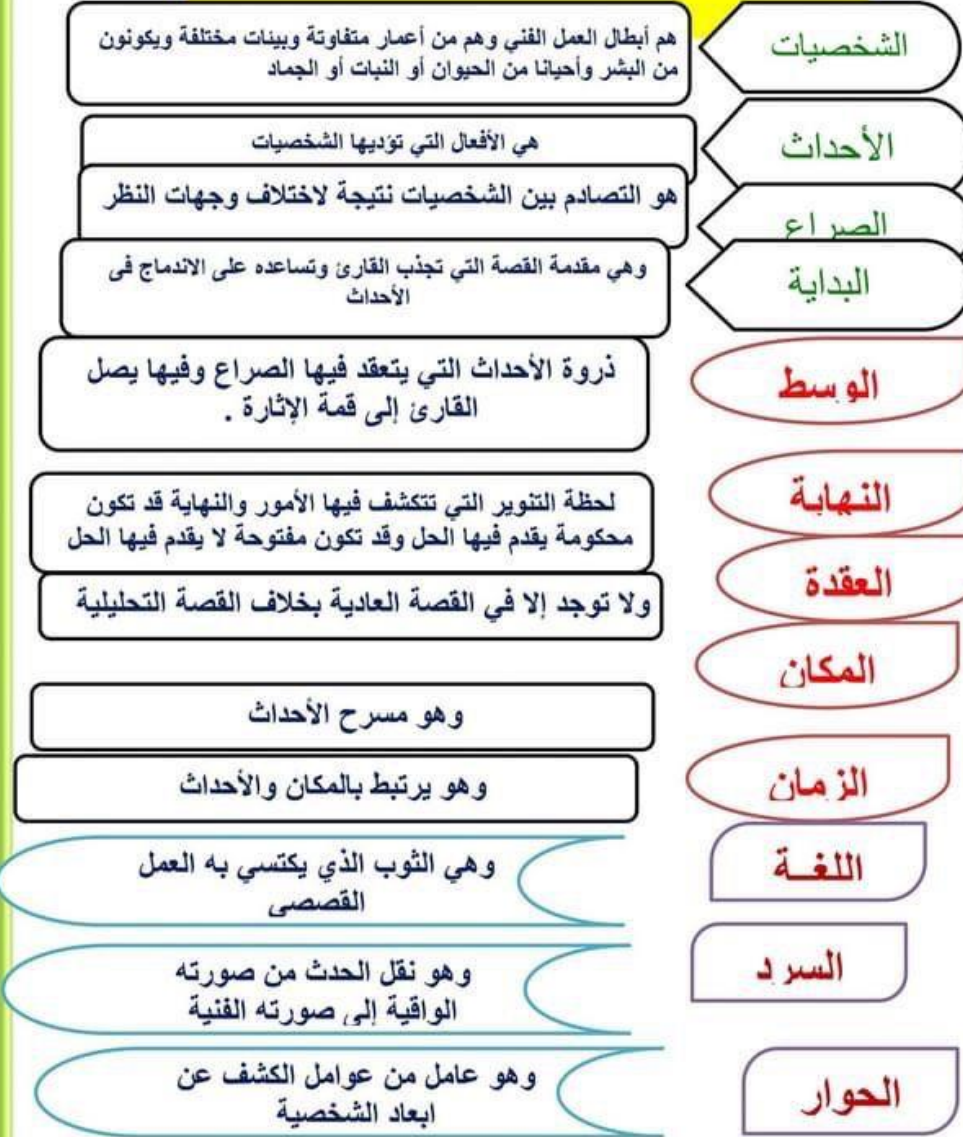 الشخصيات
هم أبطال العمل الفني وهم من أعمار متفاوتة وبيئات مختلفة ويكونون
من البشر وأحيانا من الحيوان أو النبات أو الجماد
الأحداث
هي الأفعال التي تؤديها الشخصيات
الصراع
هو التصادم بين الشخصيات نتيجة لاختلاف وجهات النظر
البداية
وهي مقدمة القصة التي تجذب القارئ وتساعده على الاندماج فى
الأحداث
الوسط
ذروة الأحداث التي يتعقد فيها الصراع وفيها يصل
القارئ إلى قمة الإثارة .
النهاية
لحظة التنوير التي تتكشف فيها الأمور والنهاية قد تكون
محكومة يقدم فيها الحل وقد تكون مفتوحة لا يقدم فيها الحل
العقدة
ولا توجد إلا في القصة العادية بخلاف القصة التحليلية
المكان
وهو مسرح الأحداث
الزمان
وهو يرتبط بالمكان والأحداث
اللغــة
وهي الثوب الذي يكتسي به العمل
القصصى
السرد
وهو نقل الحدث من صورته
الواقية إلى صورته الفنية
الحوار
وهو عامل من عوامل الكشف عن
ابعاد الشخصية